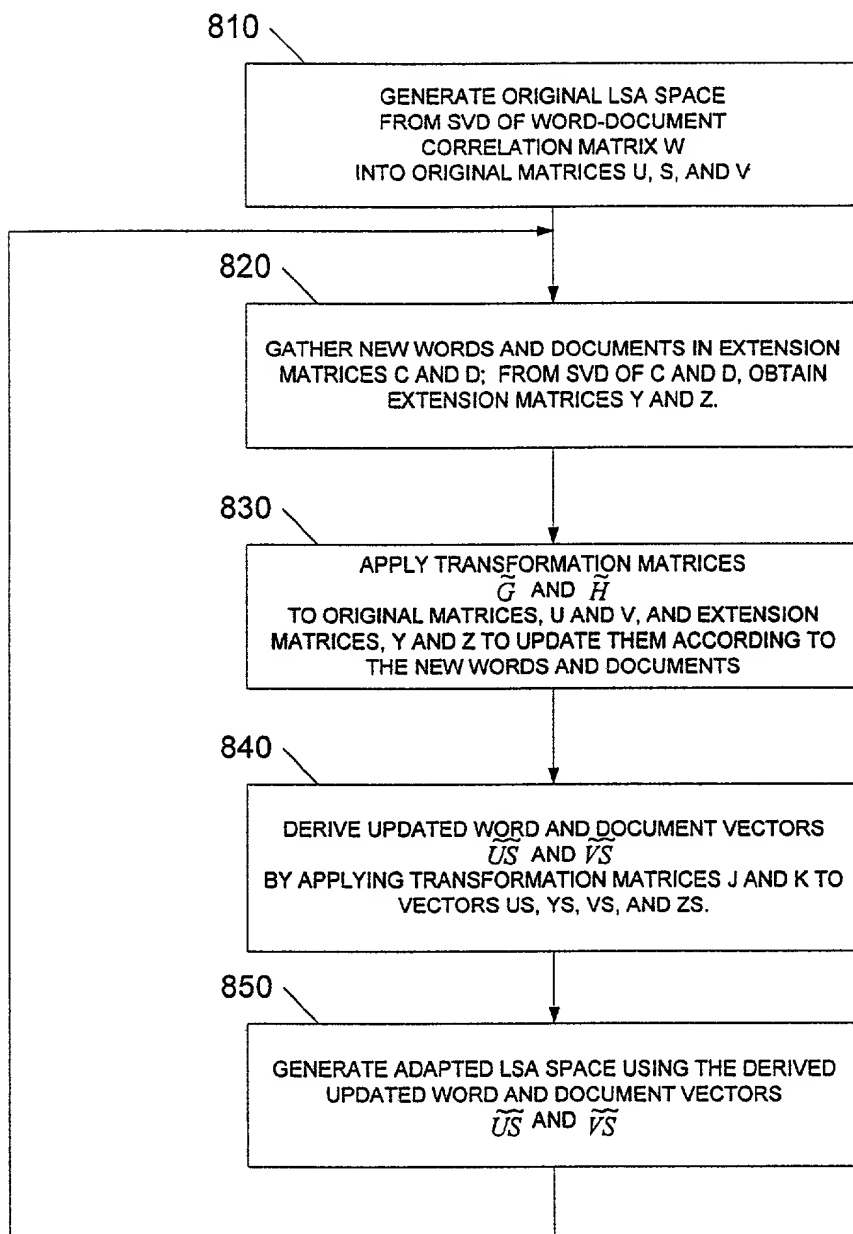 810
GENERATE ORIGINAL LSA SPACE
FROM SVD OF WORD-DOCUMENT
CORRELATION MATRIX W
INTO ORIGINAL MATRICES U, S, AND V
820
GATHER NEW WORDS AND DOCUMENTS IN EXTENSION
MATRICES C AND D; FROM SVD OF C AND D, OBTAIN
EXTENSION MATRICES Y AND Z.
830
APPLY TRANSFORMATION MATRICES
G̃ AND H̃
TO ORIGINAL MATRICES, U AND V, AND EXTENSION
MATRICES, Y AND Z TO UPDATE THEM ACCORDING TO
THE NEW WORDS AND DOCUMENTS
840
DERIVE UPDATED WORD AND DOCUMENT VECTORS
U͠S AND V͠S
BY APPLYING TRANSFORMATION MATRICES J AND K TO
VECTORS US, YS, VS, AND ZS.
850
GENERATE ADAPTED LSA SPACE USING THE DERIVED
UPDATED WORD AND DOCUMENT VECTORS
U͠S AND V͠S